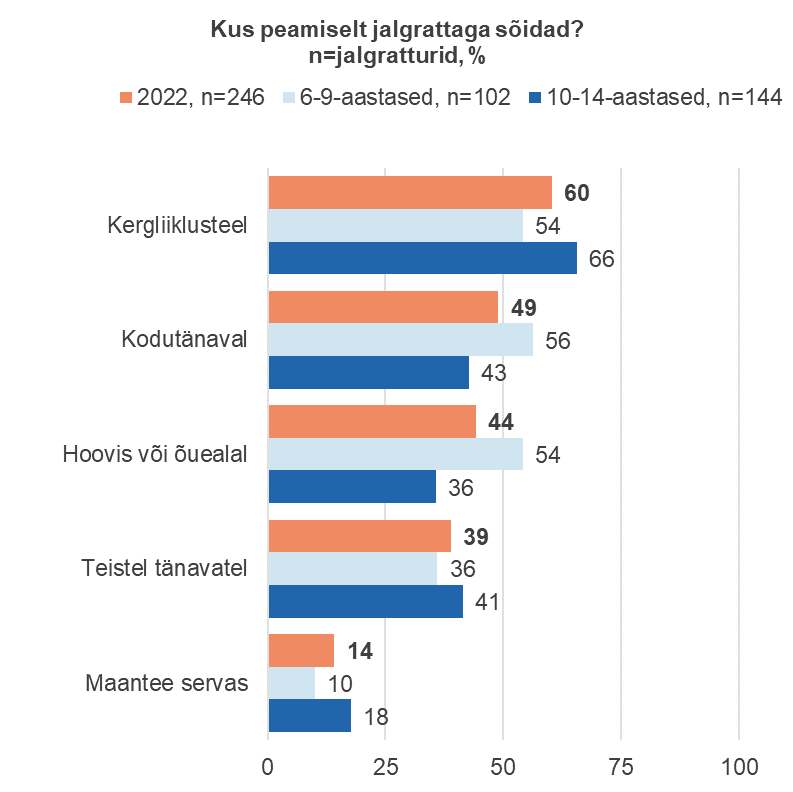 Kus peamiselt jalgrattaga sõidad?
n=jalgratturid, %
2022, n=246 6-9-aastased, n=102 10-14-aastased, n=144
Kergliiklusteel
60
54
66
Kodutänaval
49
56
43
Hoovis või õuealal
44
54
36
Teistel tänavatel
39
36
41
Maantee servas
14
10
18
0 25 50 75 100